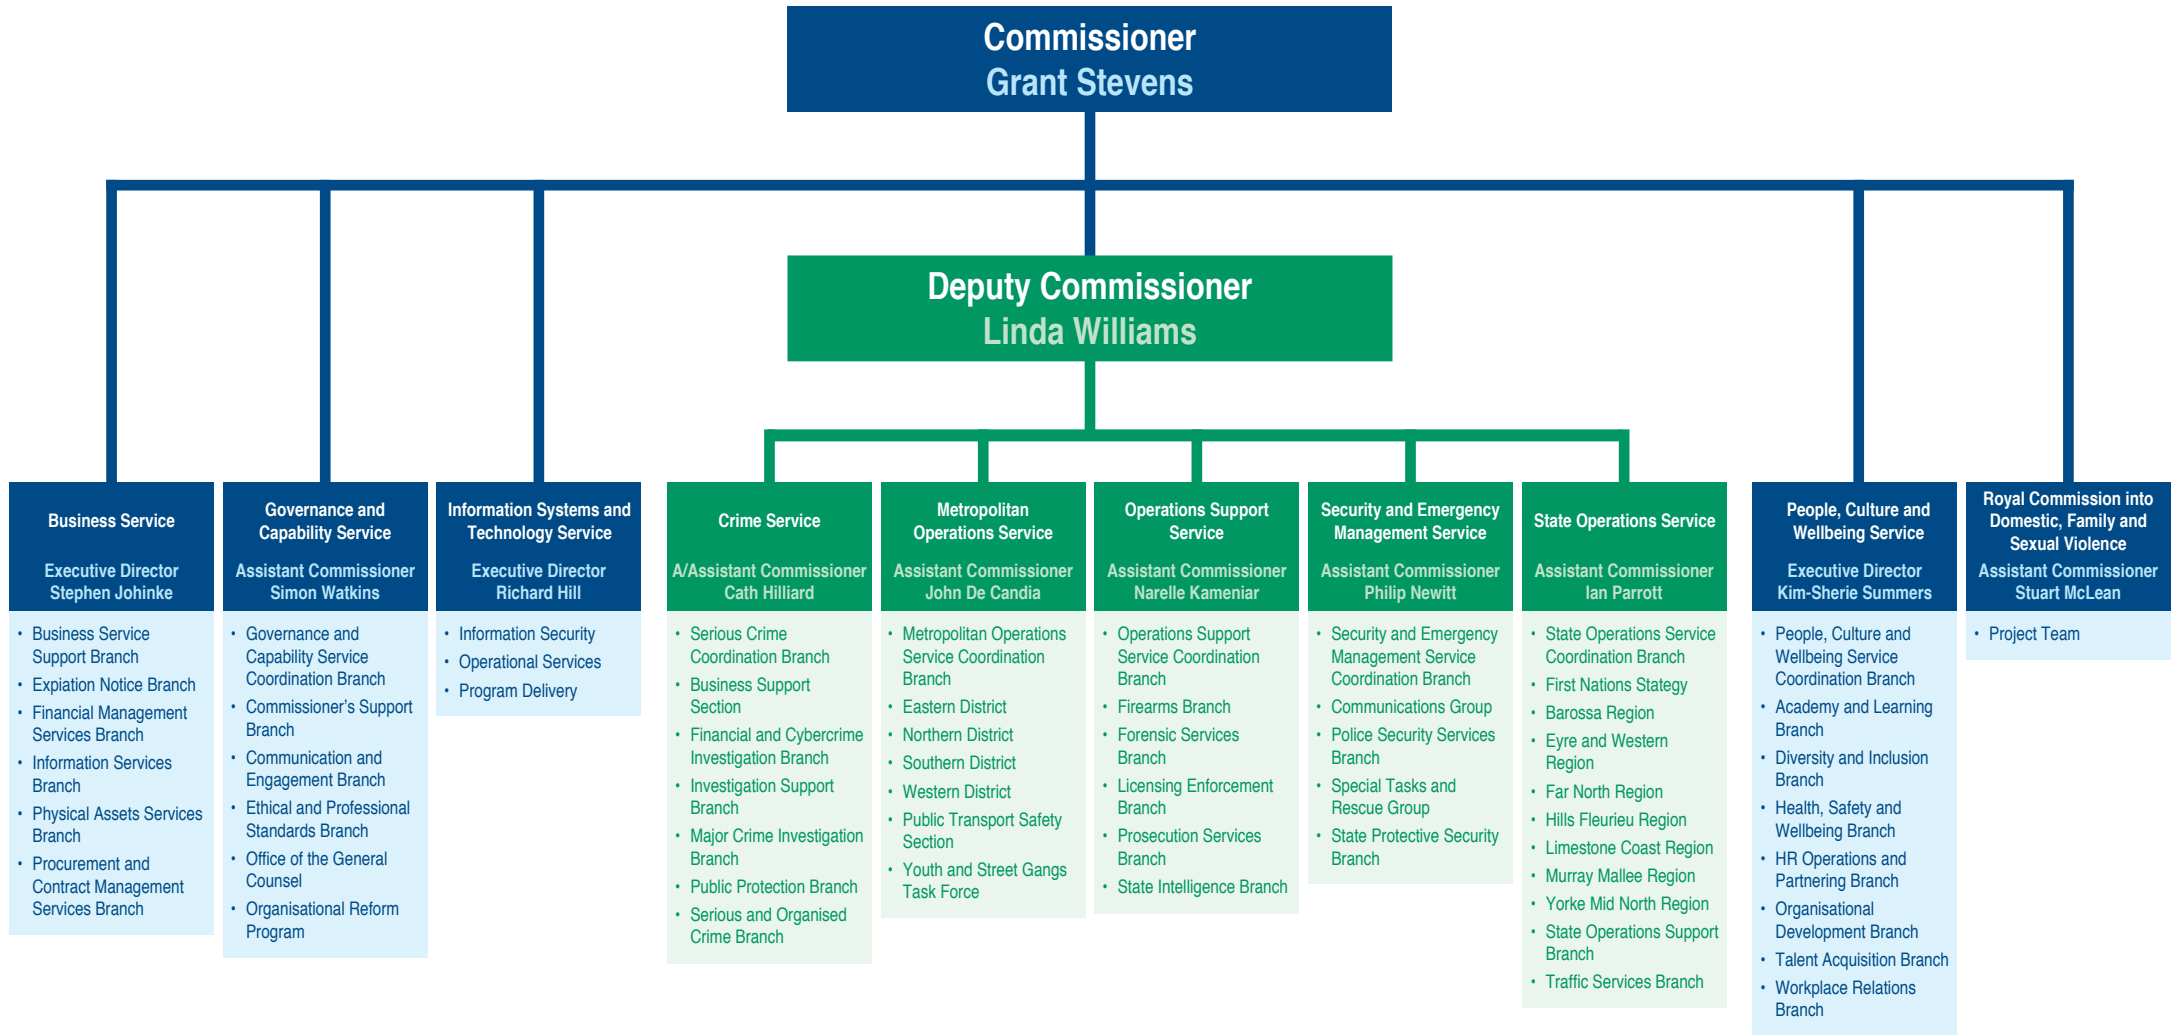 Commissioner
Grant Stevens
Deputy Commissioner
Linda Williams
Business Service
Executive Director
Stephen Johinke
• Business Service
Support Branch
• Expiation Notice Branch
• Financial Management
Services Branch
• Information Services
Branch
• Physical Assets Services
Branch
• Procurement and
Contract Management
Services Branch
Governance and
Capability Service
Assistant Commissioner
Simon Watkins
• Governance and
Capability Service
Coordination Branch
• Commissioner’s Support
Branch
• Communication and
Engagement Branch
• Ethical and Professional
Standards Branch
• Office of the General
Counsel
• Organisational Reform
Program
Information Systems and
Technology Service
Executive Director
Richard Hill
• Information Security
• Operational Services
• Program Delivery
Crime Service
A/Assistant Commissioner
Cath Hilliard
• Serious Crime
Coordination Branch
• Business Support
Section
• Financial and Cybercrime
Investigation Branch
• Investigation Support
Branch
• Major Crime Investigation
Branch
• Public Protection Branch
• Serious and Organised
Crime Branch
Metropolitan
Operations Service
Assistant Commissioner
John De Candia
• Metropolitan Operations
Service Coordination
Branch
• Eastern District
• Northern District
• Southern District
• Western District
• Public Transport Safety
Section
• Youth and Street Gangs
Task Force
Operations Support
Service
Assistant Commissioner
Narelle Kameniar
• Operations Support
Service Coordination
Branch
• Firearms Branch
• Forensic Services
Branch
• Licensing Enforcement
Branch
• Prosecution Services
Branch
• State Intelligence Branch
Security and Emergency
Management Service
Assistant Commissioner
Philip Newitt
• Security and Emergency
Management Service
Coordination Branch
• Communications Group
• Police Security Services
Branch
• Special Tasks and
Rescue Group
• State Protective Security
Branch
State Operations Service
Assistant Commissioner
Ian Parrott
• State Operations Service
Coordination Branch
• First Nations Stategy
• Barossa Region
• Eyre and Western
Region
• Far North Region
• Hills Fleurieu Region
• Limestone Coast Region
• Murray Mallee Region
• Yorke Mid North Region
• State Operations Support
Branch
• Traffic Services Branch
People, Culture and
Wellbeing Service
Executive Director
Kim-Sherie Summers
• People, Culture and
Wellbeing Service
Coordination Branch
• Academy and Learning
Branch
• Diversity and Inclusion
Branch
• Health, Safety and
Wellbeing Branch
• HR Operations and
Partnering Branch
• Organisational
Development Branch
• Talent Acquisition Branch
• Workplace Relations
Branch
Royal Commission into
Domestic, Family and
Sexual Violence
Assistant Commissioner
Stuart McLean
• Project Team